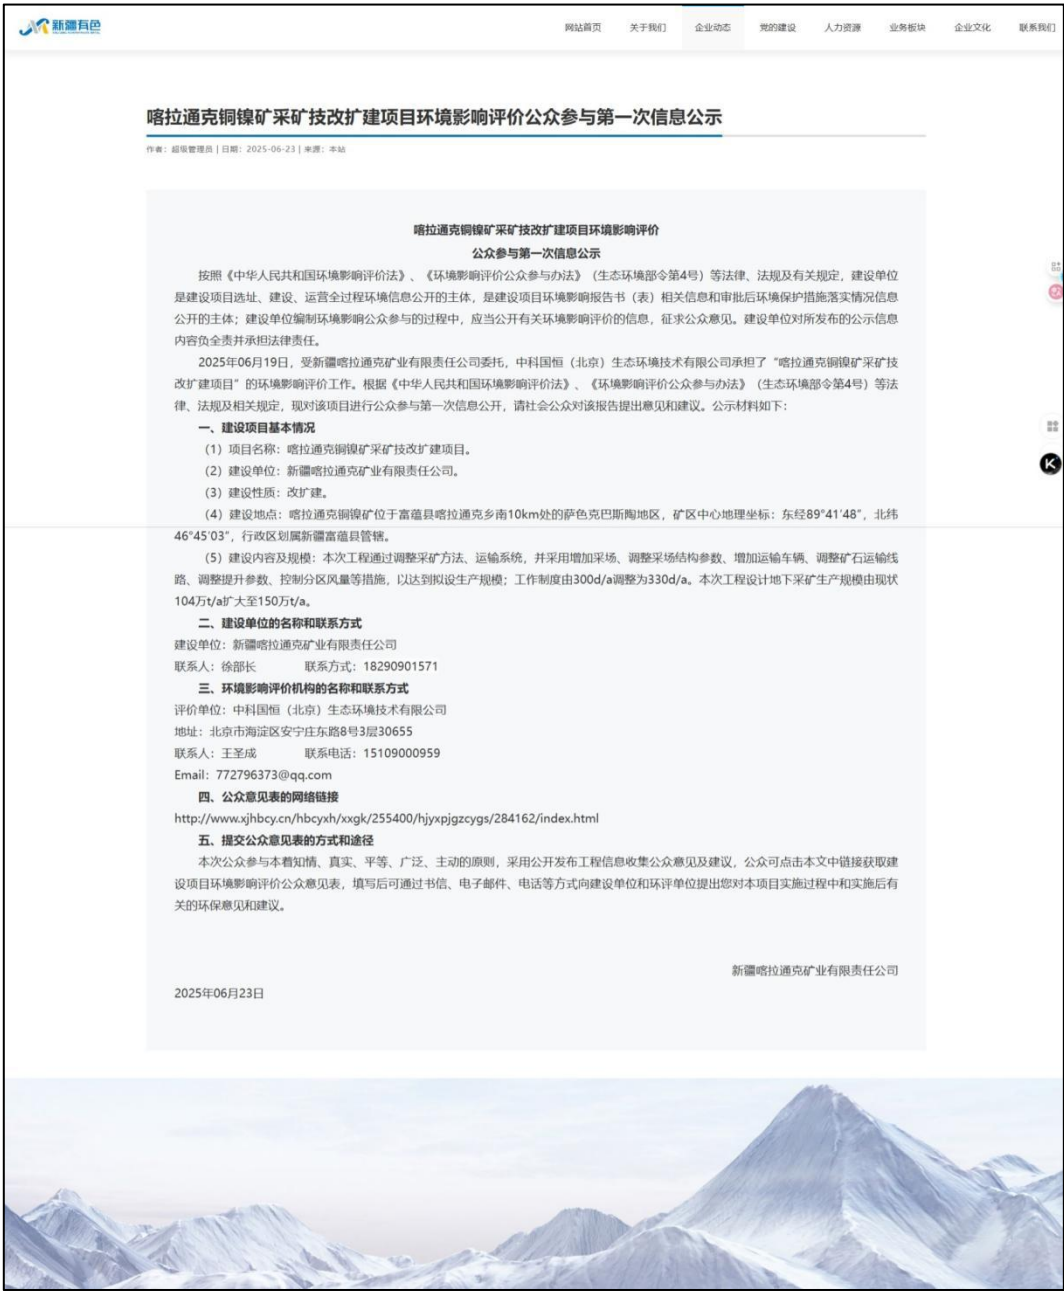 新疆有色
网站首页 关于我们 企业动态 党的建设 人力资源 业务板块 企业文化 联系我们
喀拉通克铜镍矿采矿技改扩建项目环境影响评价公众参与第一次信息公示
作者：超级管理员 | 日期：2025-06-23 | 来源：本站
喀拉通克铜镍矿采矿技改扩建项目环境影响评价
公众参与第一次信息公示
按照《中华人民共和国环境影响评价法》、《环境影响评价公众参与办法》（生态环境部令第4号）等法律、法规及有关规定，建设单位
是建设项目选址、建设、运营全过程环境信息公开的主体，是建设项目环境影响报告书（表）相关信息和审批后环境保护措施落实情况信息
公开的主体；建设单位编制环境影响公众参与的过程中，应当公开有关环境影响评价的信息，征求公众意见。建设单位对所发布的公示信息
内容负全责并承担法律责任。
2025年06月19日，受新疆喀拉通克矿业有限责任公司委托，中科国恒（北京）生态环境技术有限公司承担了“喀拉通克铜镍矿采矿技
改扩建项目”的环境影响评价工作。根据《中华人民共和国环境影响评价法》、《环境影响评价公众参与办法》（生态环境部令第4号）等法
律、法规及相关规定，现对该项目进行公众参与第一次信息公开，请社会公众对该报告提出意见和建议。公示材料如下：
一、建设项目基本情况
（1）项目名称：喀拉通克铜镍矿采矿技改扩建项目。
（2）建设单位：新疆喀拉通克矿业有限责任公司。
（3）建设性质：改扩建。
（4）建设地点：喀拉通克铜镍矿位于富蕴县喀拉通克乡南10km处的萨色克巴斯陶地区，矿区中心地理坐标：东经89°41′48″，北纬
46°45′03″，行政区划属新疆富蕴县管辖。
（5）建设内容及规模：本次工程通过调整采矿方法、运输系统，并采用增加采场、调整采场结构参数、增加运输车辆、调整矿石运输线
路、调整提升参数、控制分区风量等措施，以达到拟设生产规模；工作制度由300d/a调整为330d/a。本次工程设计地下采矿生产规模由现状
104万t/a扩大至150万t/a。
二、建设单位的名称和联系方式
建设单位：新疆喀拉通克矿业有限责任公司
联系人：徐部长 联系方式：18290901571
三、环境影响评价机构的名称和联系方式
评价单位：中科国恒（北京）生态环境技术有限公司
地址：北京市海淀区安宁庄东路8号3层30655
联系人：王圣成 联系电话：15109000959
Email：772796373@qq.com
四、公众意见表的网络链接
http://www.xjhbcy.cn/hbcyxh/xxgk/255400/hjyxpjgzcygs/284162/index.html
五、提交公众意见表的方式和途径
本次公众参与本着知情、真实、平等、广泛、主动的原则，采用公开发布工程信息收集公众意见及建议，公众可点击本文中链接获取建
设项目环境影响评价公众意见表，填写后可通过书信、电子邮件、电话等方式向建设单位和环评单位提出您对本项目实施过程中和实施后有
关的环保意见和建议。
新疆喀拉通克矿业有限责任公司
2025年06月23日